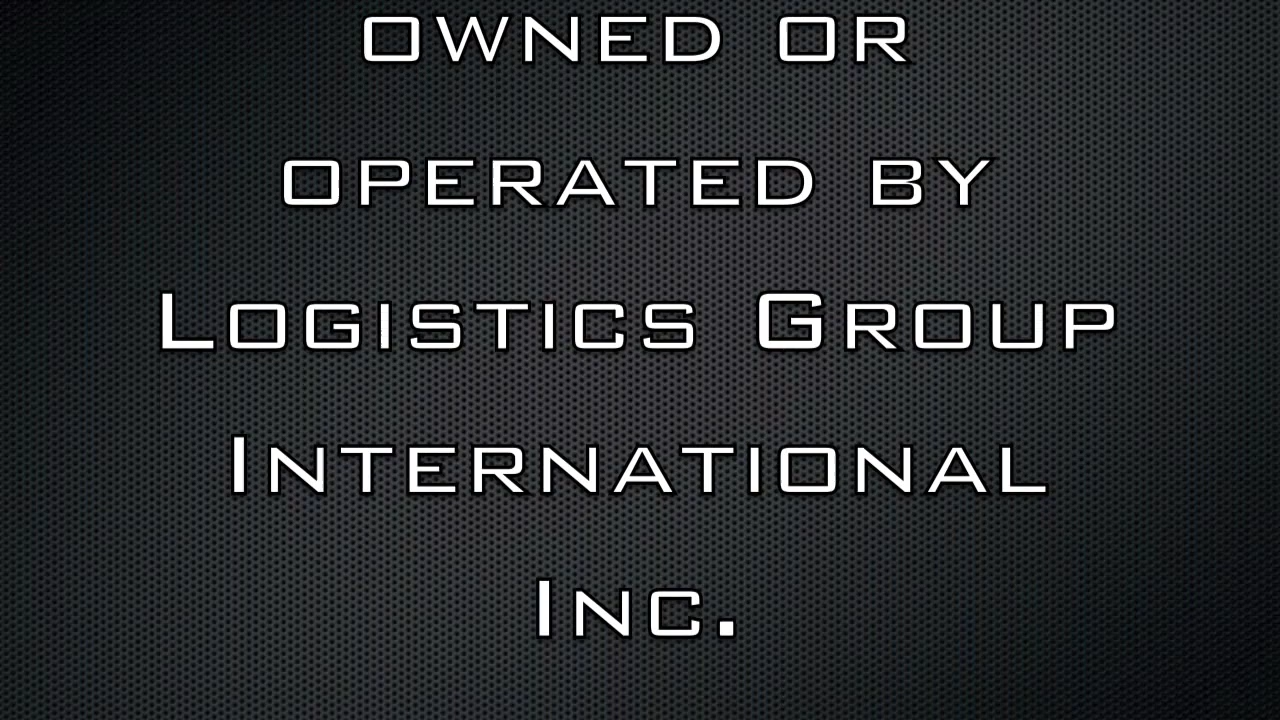 owned or
operated by
Logistics Group
International
Inc.